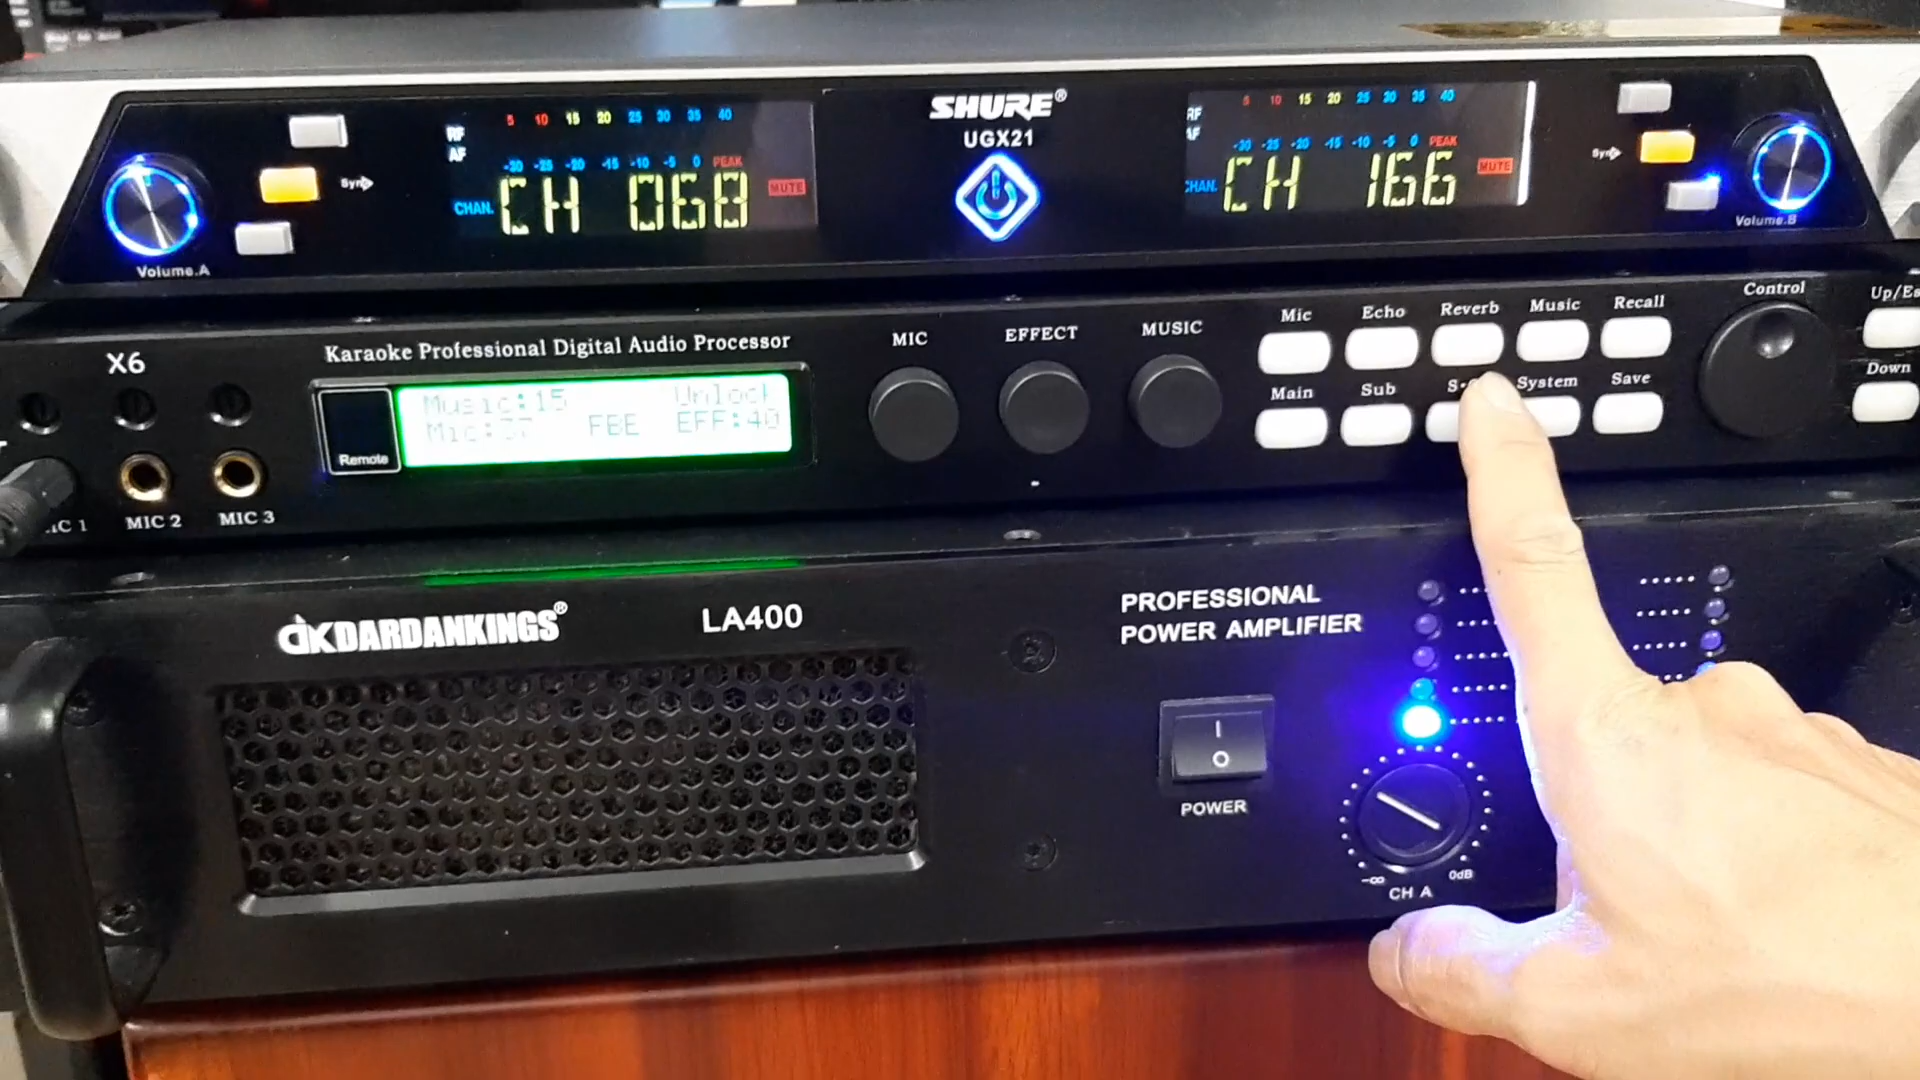 SHURE®
UGX21
RF 5 10 15 20 25 30 35 40
AF -30 -25 -20 -15 -10 -5 0 PEAK
CHAN. CH 068 MUTE
Syn
Volume.A
RF 5 10 15 20 25 30 35 40
AF -30 -25 -20 -15 -10 -5 0 PEAK
CHAN. CH 166 MUTE
Syn
Volume.B
X6
Karaoke Professional Digital Audio Processor
Music:15 Unlock
FBE EFF:40
Remote
MIC 2
MIC 3
MIC
EFFECT
MUSIC
Mic Echo Reverb Music Recall
Main Sub System Save
Control
Down
DK DARDANKINGS®
LA400
PROFESSIONAL
POWER AMPLIFIER
I
O
POWER
-∞ 0dB
CH A